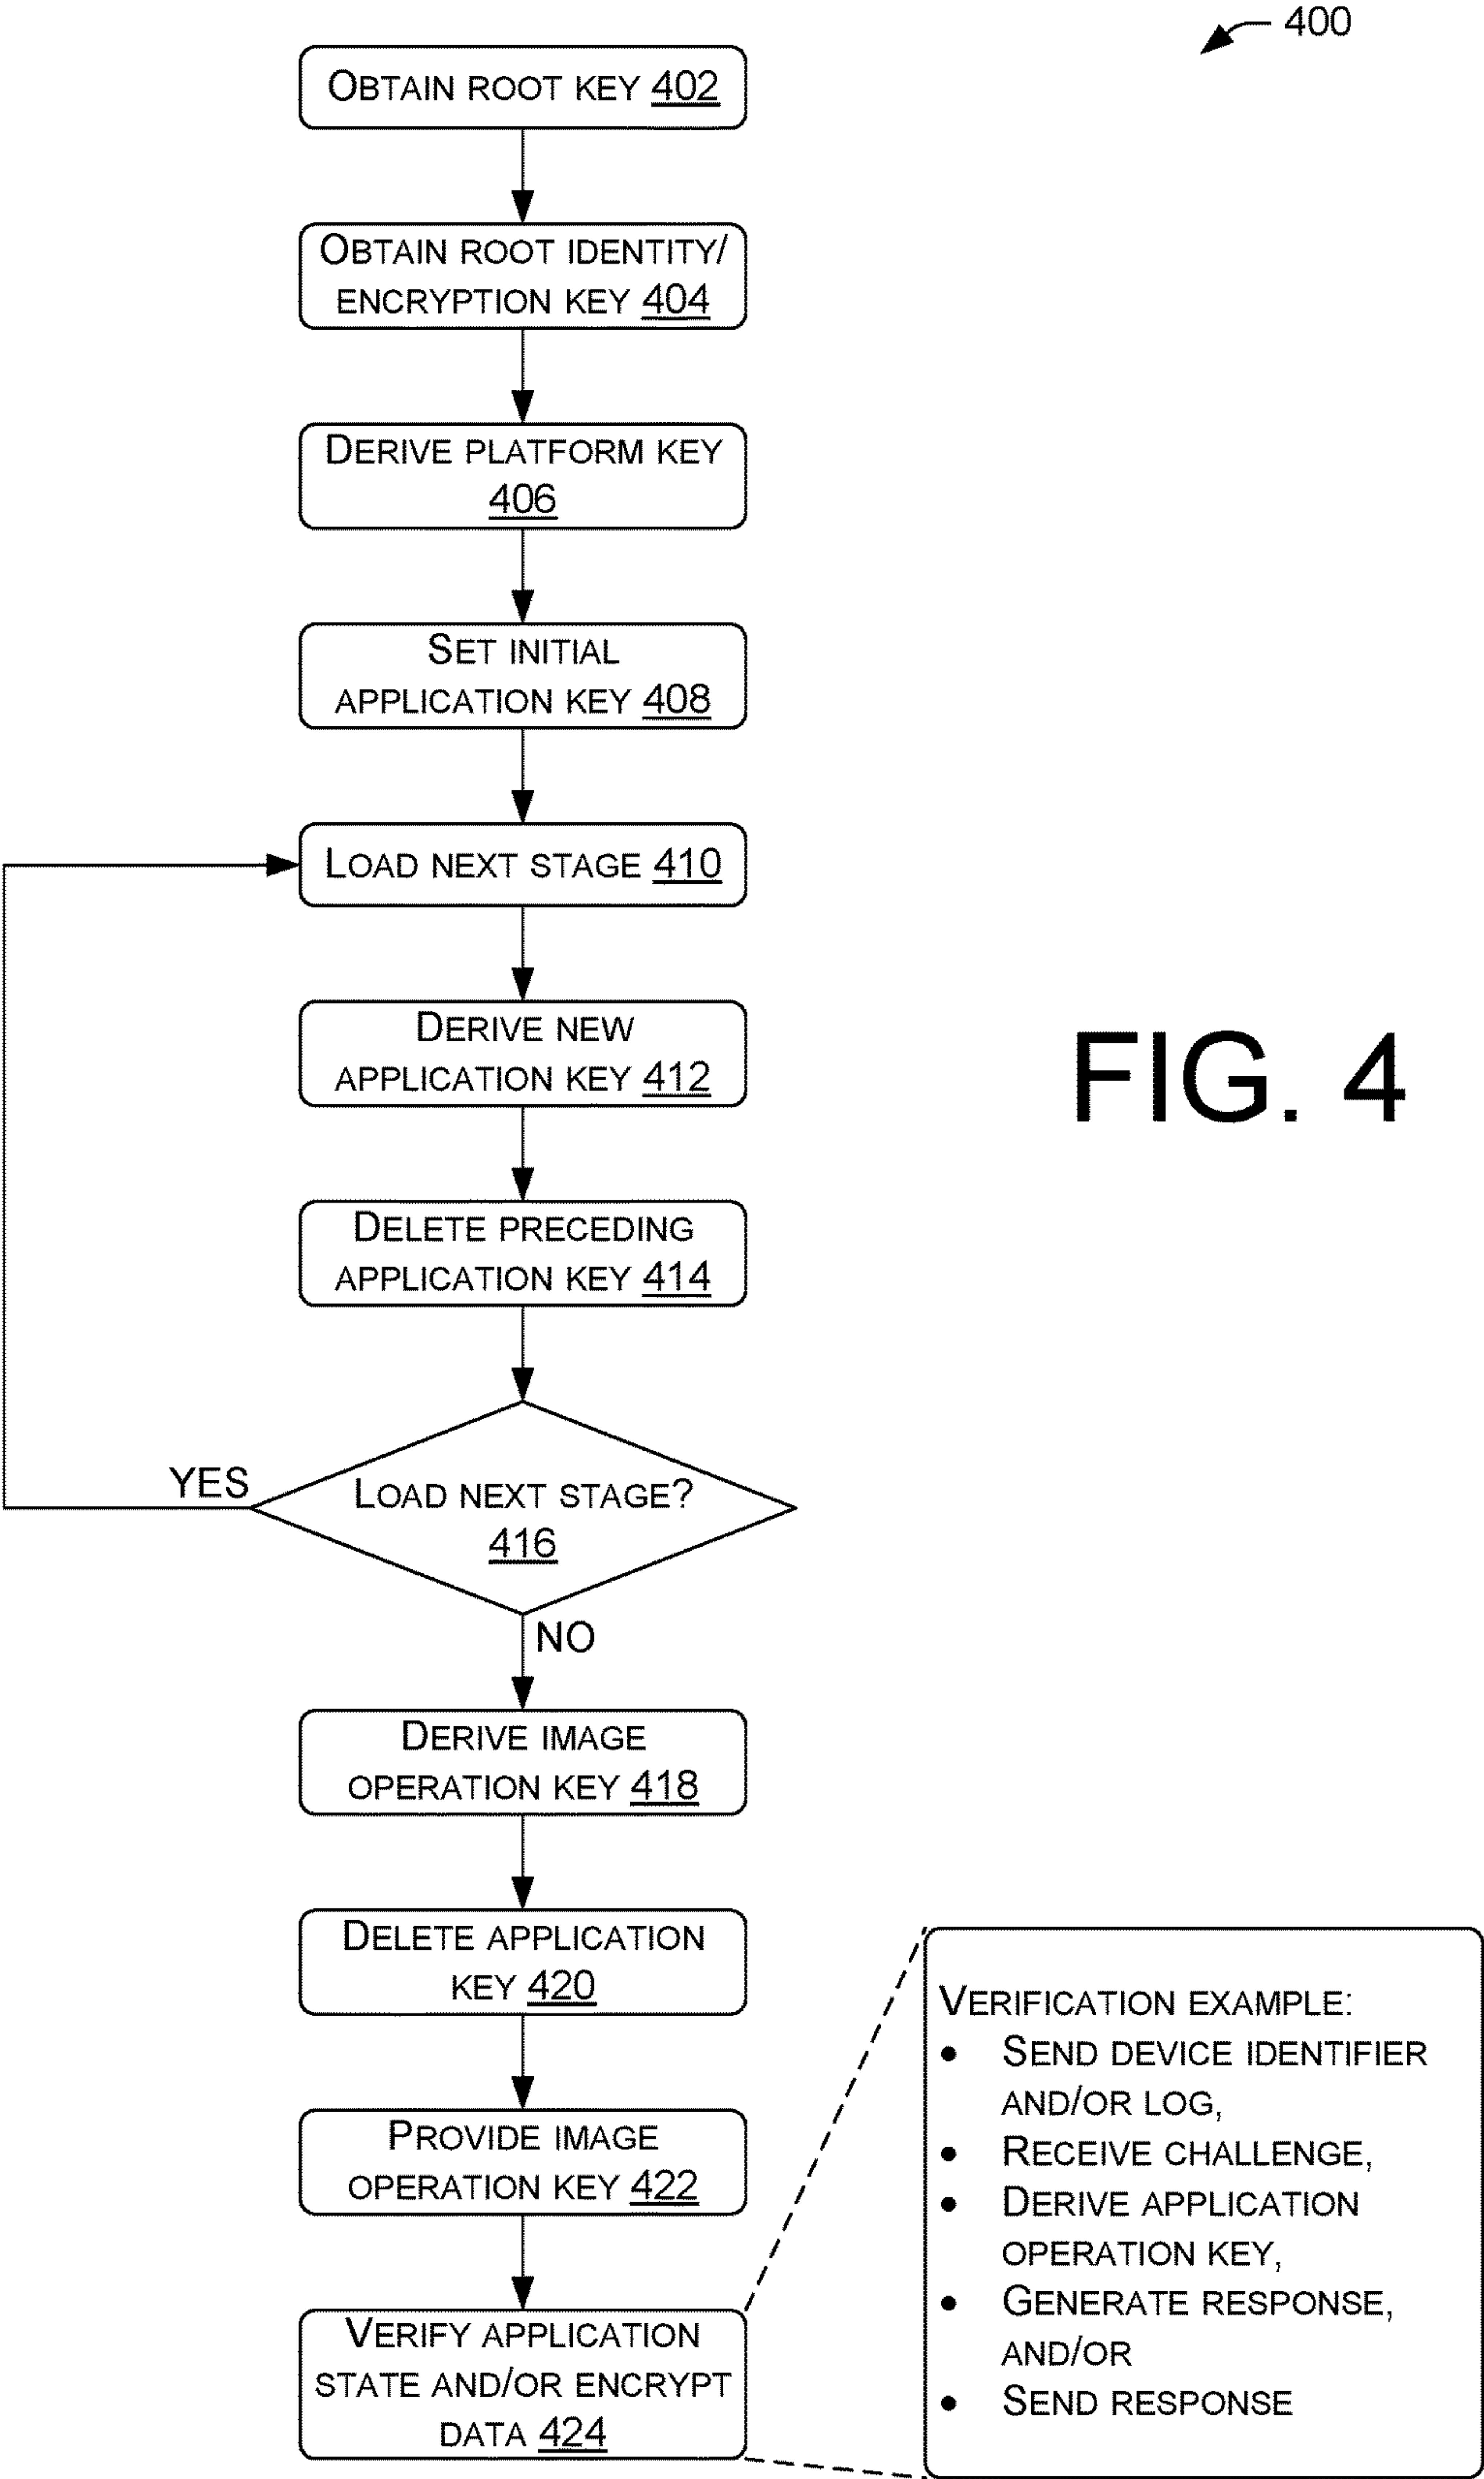 400
OBTAIN ROOT KEY 402
OBTAIN ROOT IDENTITY/
ENCRYPTION KEY 404
DERIVE PLATFORM KEY
406
SET INITIAL
APPLICATION KEY 408
LOAD NEXT STAGE 410
DERIVE NEW
APPLICATION KEY 412
FIG. 4
DELETE PRECEDING
APPLICATION KEY 414
YES
LOAD NEXT STAGE?
416
NO
DERIVE IMAGE
OPERATION KEY 418
DELETE APPLICATION
KEY 420
PROVIDE IMAGE
OPERATION KEY 422
VERIFY APPLICATION
STATE AND/OR ENCRYPT
DATA 424
VERIFICATION EXAMPLE:
• SEND DEVICE IDENTIFIER
AND/OR LOG,
• RECEIVE CHALLENGE,
• DERIVE APPLICATION
OPERATION KEY,
• GENERATE RESPONSE,
AND/OR
• SEND RESPONSE